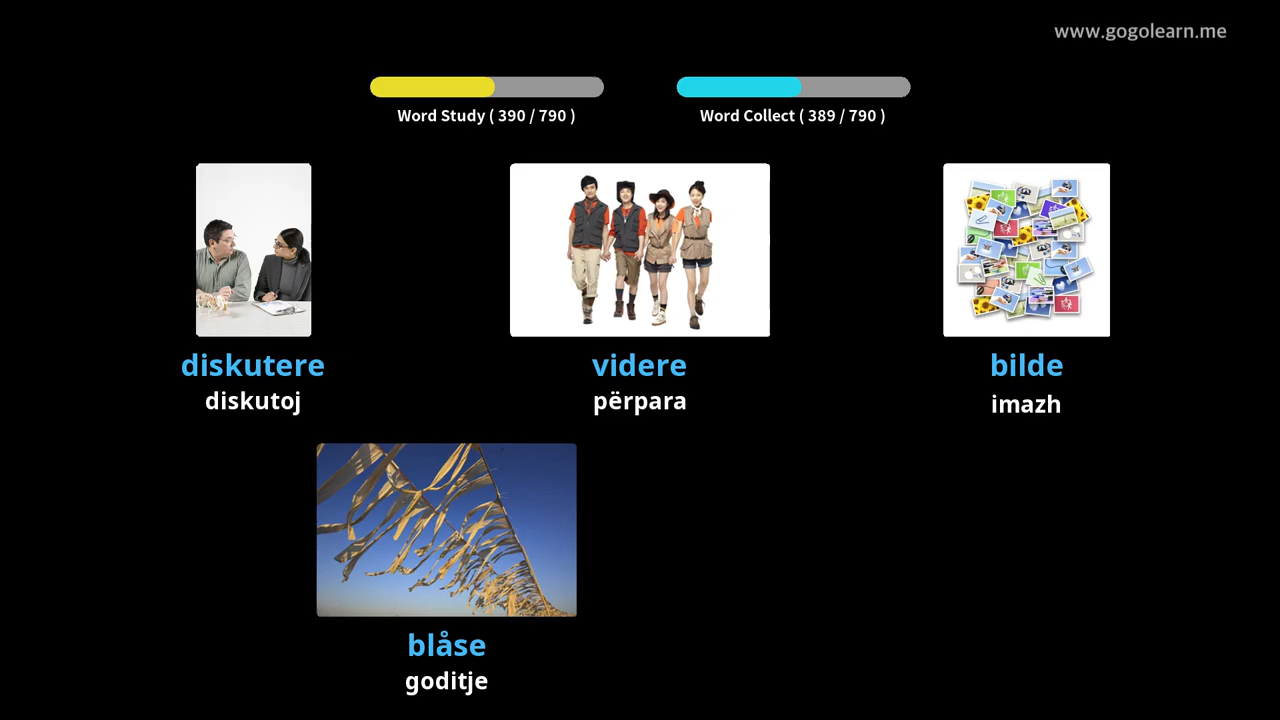 www.gogolearn.me
Word Study ( 390 / 790 )
Word Collect ( 389 / 790 )
diskutere
diskutoj
videre
përpara
bilde
imazh
blåse
goditje